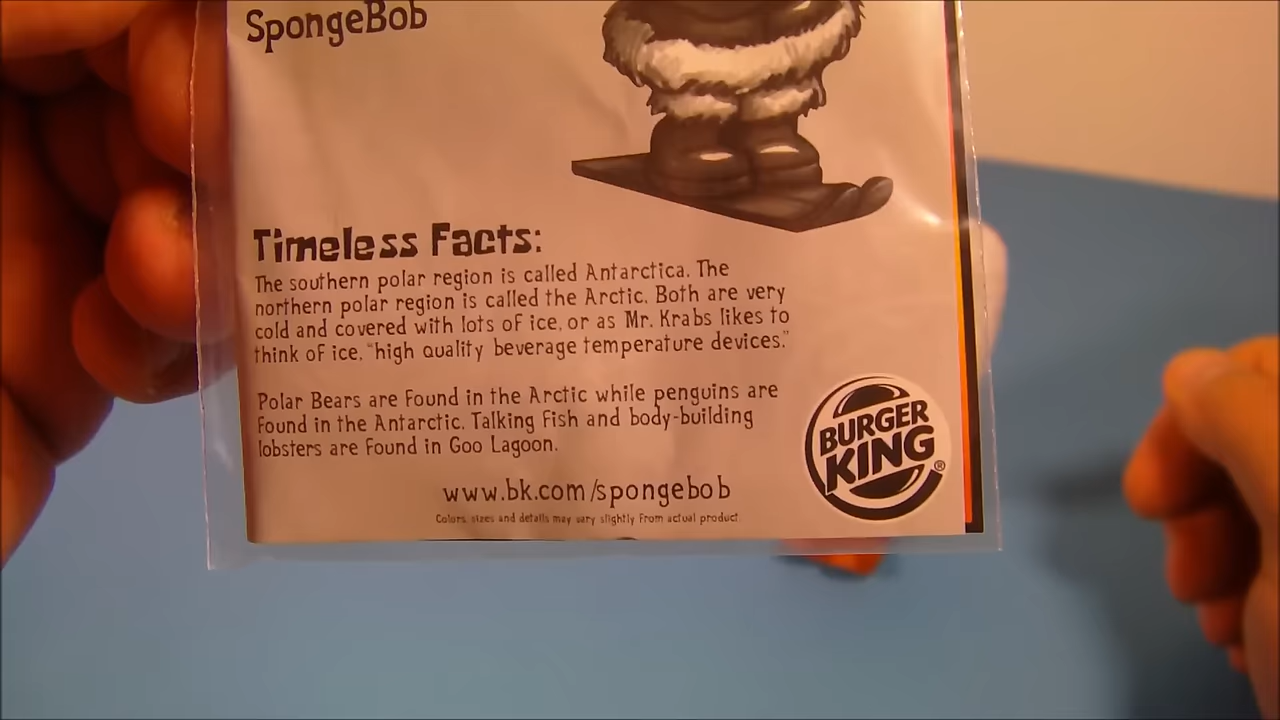 SpongeBob
Timeless Facts:
The southern polar region is called Antarctica. The
northern polar region is called the Arctic. Both are very
cold and covered with lots of ice, or as Mr. Krabs likes to
think of ice, "high quality beverage temperature devices."
Polar Bears are Found in the Arctic while penguins are
Found in the Antarctic. Talking Fish and body-building
lobsters are Found in Goo Lagoon.
BURGER
KING®
www.bk.com/spongebob
Colors, sizes and details may vary slightly From actual product.